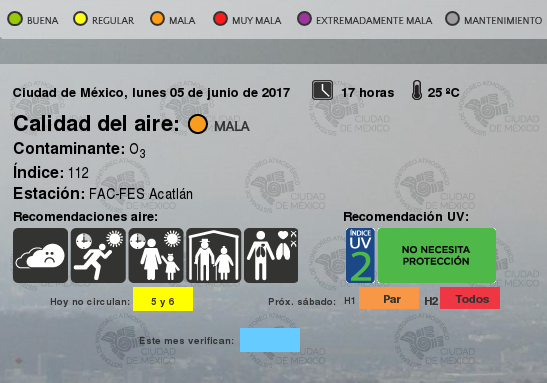 BUENA REGULAR MALA MUY MALA EXTREMADAMENTE MALA MANTENIMIENTO
Ciudad de México, lunes 05 de junio de 2017 17 horas 25 ºC
Calidad del aire: MALA
Contaminante: O3
Índice: 112
Estación: FAC-FES Acatlán
Recomendaciones aire: Recomendación UV:
ÍNDICE UV 2 NO NECESITA
PROTECCIÓN
Hoy no circulan: 5 y 6 Próx. sábado: H1 Par H2 Todos
Este mes verifican:
CIUDAD
DE MÉXICO